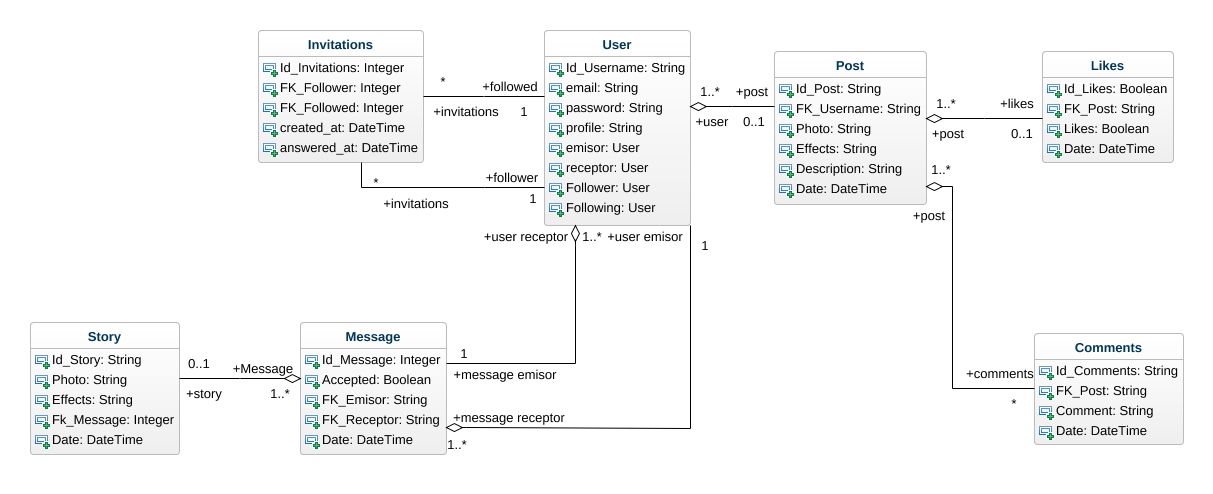 Invitations
Id_Invitations: Integer
FK_Follower: Integer
FK_Followed: Integer
created_at: DateTime
answered_at: DateTime
*
+followed
+invitations
1
*
+follower
+invitations
1
User
Id_Username: String
email: String
password: String
profile: String
emisor: User
receptor: User
Follower: User
Following: User
1..*
+post
+user
0..1
Post
Id_Post: String
FK_Username: String
Photo: String
Effects: String
Description: String
Date: DateTime
1..*
+likes
+post
0..1
Likes
Id_Likes: Boolean
FK_Post: String
Likes: Boolean
Date: DateTime
1..*
+post
+user receptor
1..*
+user emisor
1
Story
Id_Story: String
Photo: String
Effects: String
Fk_Message: Integer
Date: DateTime
0..1
+Message
+story
1..*
Message
Id_Message: Integer
Accepted: Boolean
FK_Emisor: String
FK_Receptor: String
Date: DateTime
1
+message emisor
+message receptor
1..*
+comments
*
Comments
Id_Comments: String
FK_Post: String
Comment: String
Date: DateTime